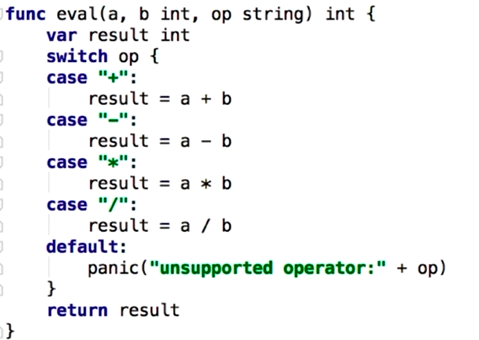 func eval(a, b int, op string) int {
    var result int
    switch op {
    case "+":
        result = a + b
    case "-":
        result = a - b
    case "*":
        result = a * b
    case "/":
        result = a / b
    default:
        panic("unsupported operator:" + op)
    }
    return result
}